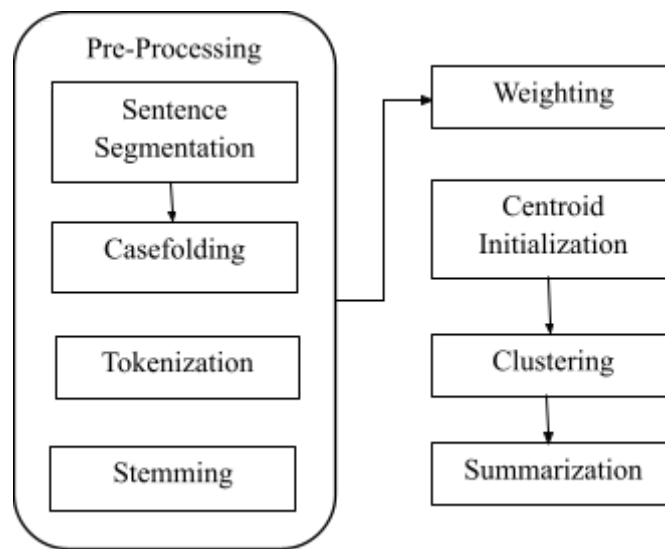 Pre-Processing
Sentence
Segmentation
Casefolding
Tokenization
Stemming
Weighting
Centroid
Initialization
Clustering
Summarization